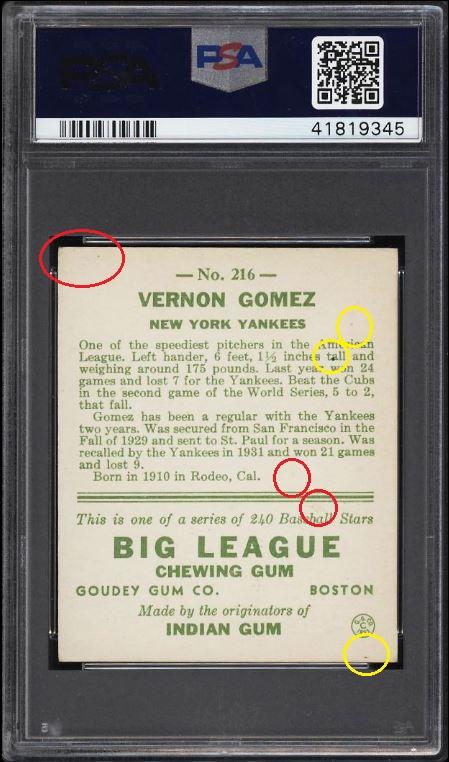 PSA
PSA
41819345
— No. 216 —
VERNON GOMEZ
NEW YORK YANKEES
One of the speediest pitchers in the American
League. Left hander, 6 feet, 1½ inches tall and
weighing around 175 pounds. Last year won 24
games and lost 7 for the Yankees. Beat the Cubs
in the second game of the World Series, 5 to 2,
that fall.
Gomez has been a regular with the Yankees
two years. Was secured from San Francisco in the
Fall of 1929 and sent to St. Paul for a season. Was
recalled by the Yankees in 1931 and won 21 games
and lost 9.
Born in 1910 in Rodeo, Cal.
This is one of a series of 240 Baseball Stars
BIG LEAGUE
CHEWING GUM
GOUDEY GUM CO. BOSTON
Made by the originators of
INDIAN GUM